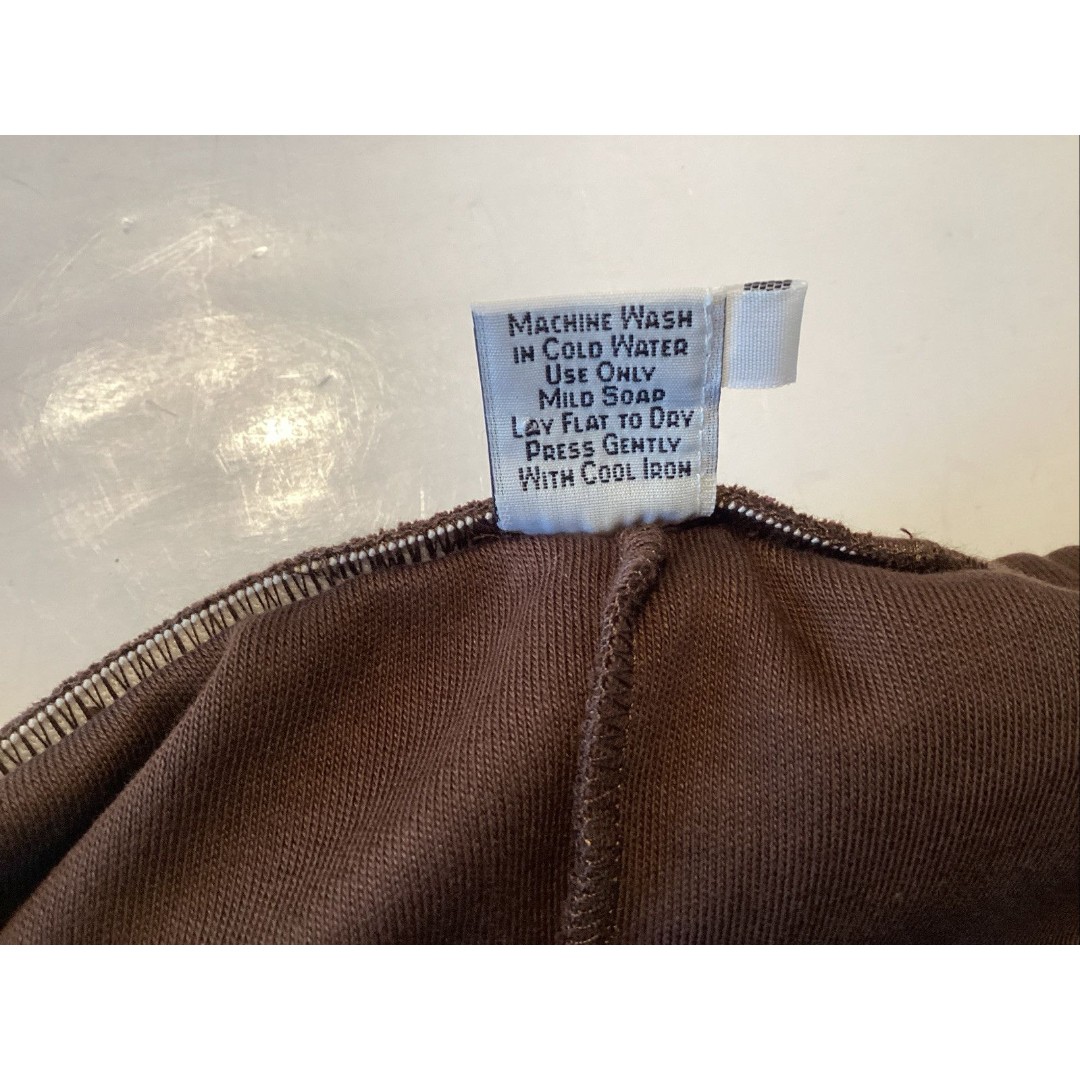 Machine Wash
in Cold Water
Use Only
Mild Soap
Lay Flat to Dry
Press Gently
With Cool Iron